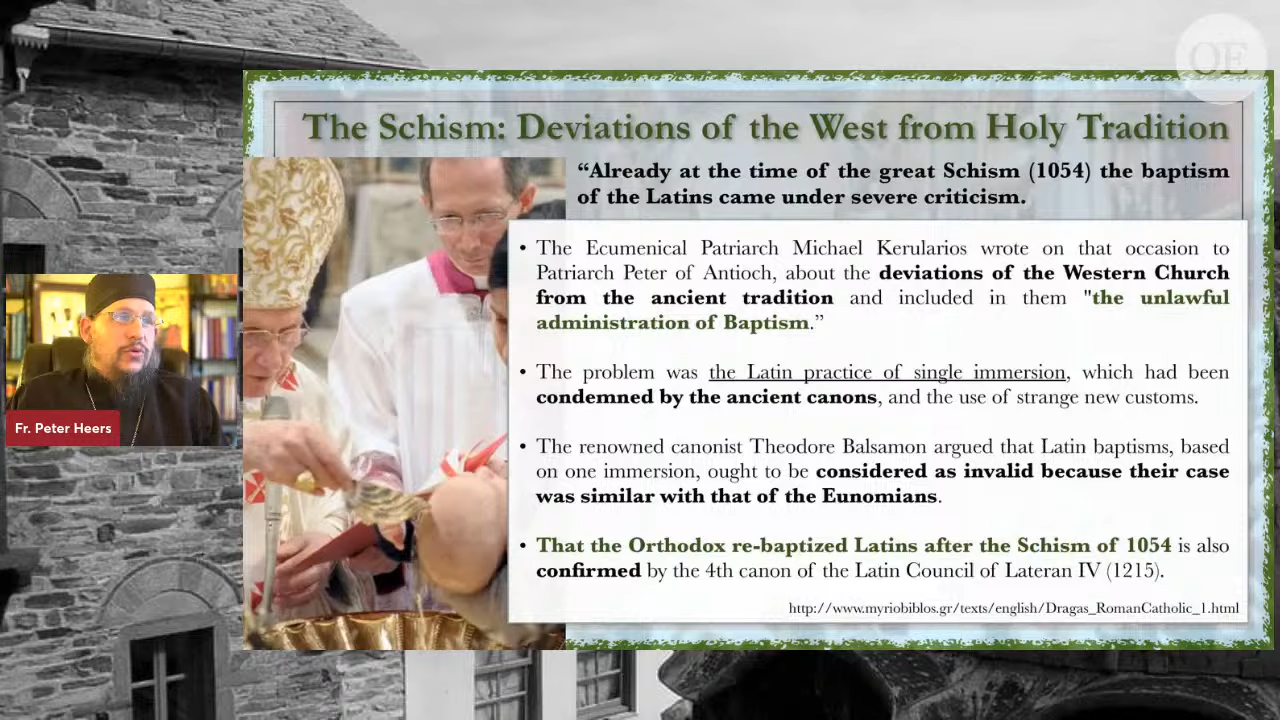 OE
The Schism: Deviations of the West from Holy Tradition
“Already at the time of the great Schism (1054) the baptism
of the Latins came under severe criticism.
• The Ecumenical Patriarch Michael Kerularios wrote on that occasion to
Patriarch Peter of Antioch, about the deviations of the Western Church
from the ancient tradition and included in them "the unlawful
administration of Baptism.”
• The problem was the Latin practice of single immersion, which had been
condemned by the ancient canons, and the use of strange new customs.
• The renowned canonist Theodore Balsamon argued that Latin baptisms, based
on one immersion, ought to be considered as invalid because their case
was similar with that of the Eunomians.
• That the Orthodox re-baptized Latins after the Schism of 1054 is also
confirmed by the 4th canon of the Latin Council of Lateran IV (1215).
http://www.myriobiblos.gr/texts/english/Dragas_RomanCatholic_1.html
Fr. Peter Heers